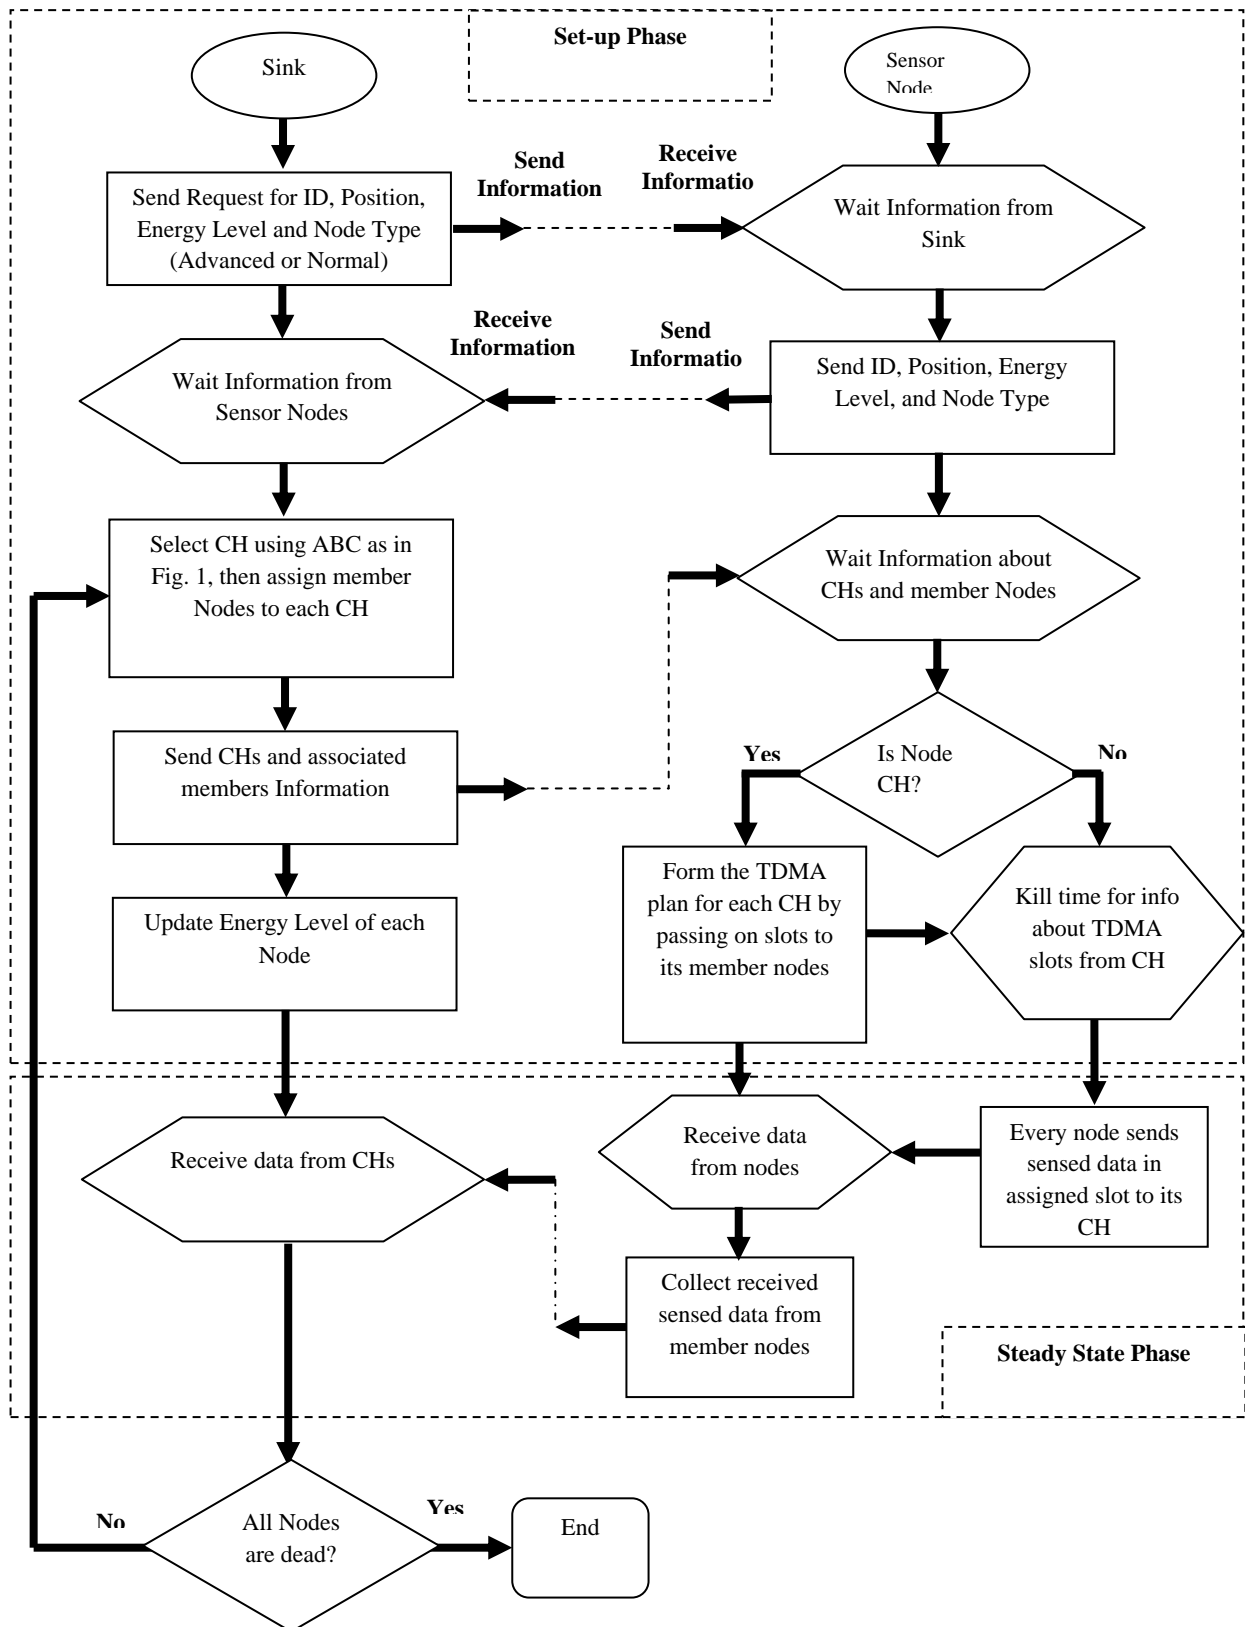 Set-up Phase
Sink
Sensor
Node
Send
Information
Receive
Informatio
Send Request for ID, Position,
Energy Level and Node Type
(Advanced or Normal)
Wait Information from
Sink
Receive
Information
Send
Informatio
Wait Information from
Sensor Nodes
Send ID, Position, Energy
Level, and Node Type
Select CH using ABC as in
Fig. 1, then assign member
Nodes to each CH
Wait Information about
CHs and member Nodes
Send CHs and associated
members Information
Yes
Is Node
CH?
No
Update Energy Level of each
Node
Form the TDMA
plan for each CH by
passing on slots to
its member nodes
Kill time for info
about TDMA
slots from CH
Receive data from CHs
Receive data
from nodes
Every node sends
sensed data in
assigned slot to its
CH
Collect received
sensed data from
member nodes
Steady State Phase
No
All Nodes
are dead?
Yes
End